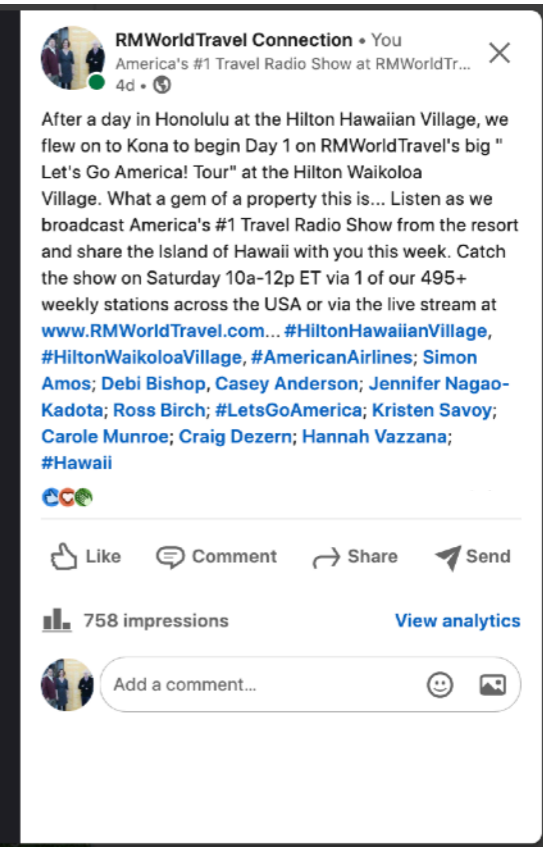 RMWorldTravel Connection • You
America's #1 Travel Radio Show at RMWorldTr...
4d •
After a day in Honolulu at the Hilton Hawaiian Village, we
flew on to Kona to begin Day 1 on RMWorldTravel's big "
Let's Go America! Tour" at the Hilton Waikoloa
Village. What a gem of a property this is... Listen as we
broadcast America's #1 Travel Radio Show from the resort
and share the Island of Hawaii with you this week. Catch
the show on Saturday 10a-12p ET via 1 of our 495+
weekly stations across the USA or via the live stream at
www.RMWorldTravel.com... #HiltonHawaiianVillage,
#HiltonWaikoloaVillage, #AmericanAirlines; Simon
Amos; Debi Bishop, Casey Anderson; Jennifer Nagao-
Kadota; Ross Birch; #LetsGoAmerica; Kristen Savoy;
Carole Munroe; Craig Dezern; Hannah Vazzana;
#Hawaii
Like Comment Share Send
758 impressions View analytics
Add a comment...